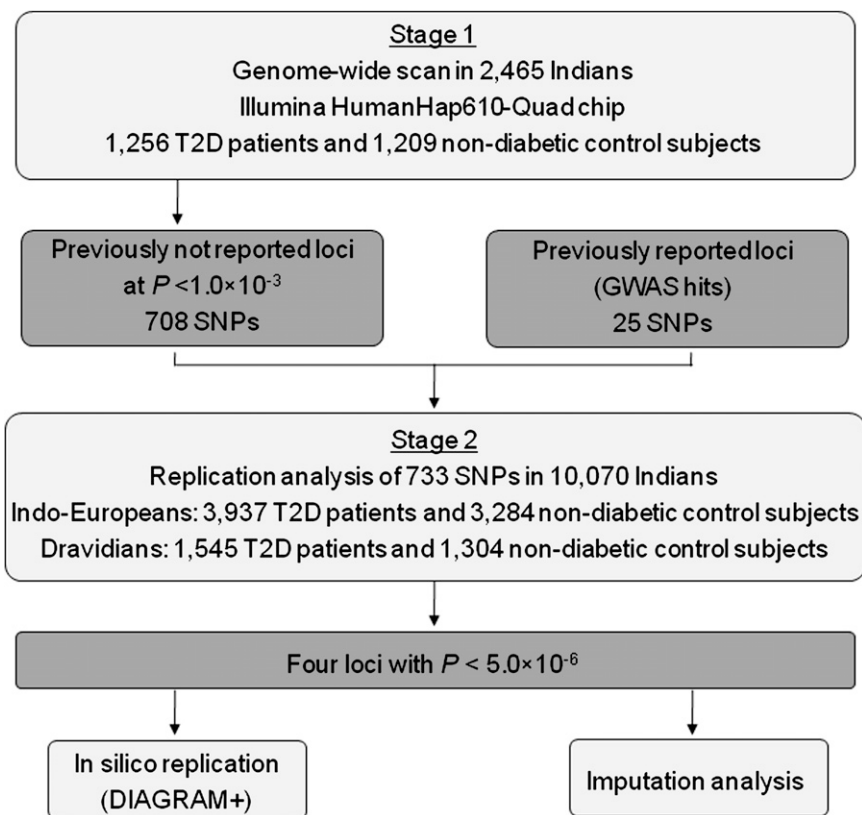 Stage 1
Genome-wide scan in 2,465 Indians
Illumina HumanHap610-Quad chip
1,256 T2D patients and 1,209 non-diabetic control subjects
Previously not reported loci
at P <1.0×10⁻³
708 SNPs
Previously reported loci
(GWAS hits)
25 SNPs
Stage 2
Replication analysis of 733 SNPs in 10,070 Indians
Indo-Europeans: 3,937 T2D patients and 3,284 non-diabetic control subjects
Dravidians: 1,545 T2D patients and 1,304 non-diabetic control subjects
Four loci with P < 5.0×10⁻⁶
In silico replication
(DIAGRAM+)
Imputation analysis